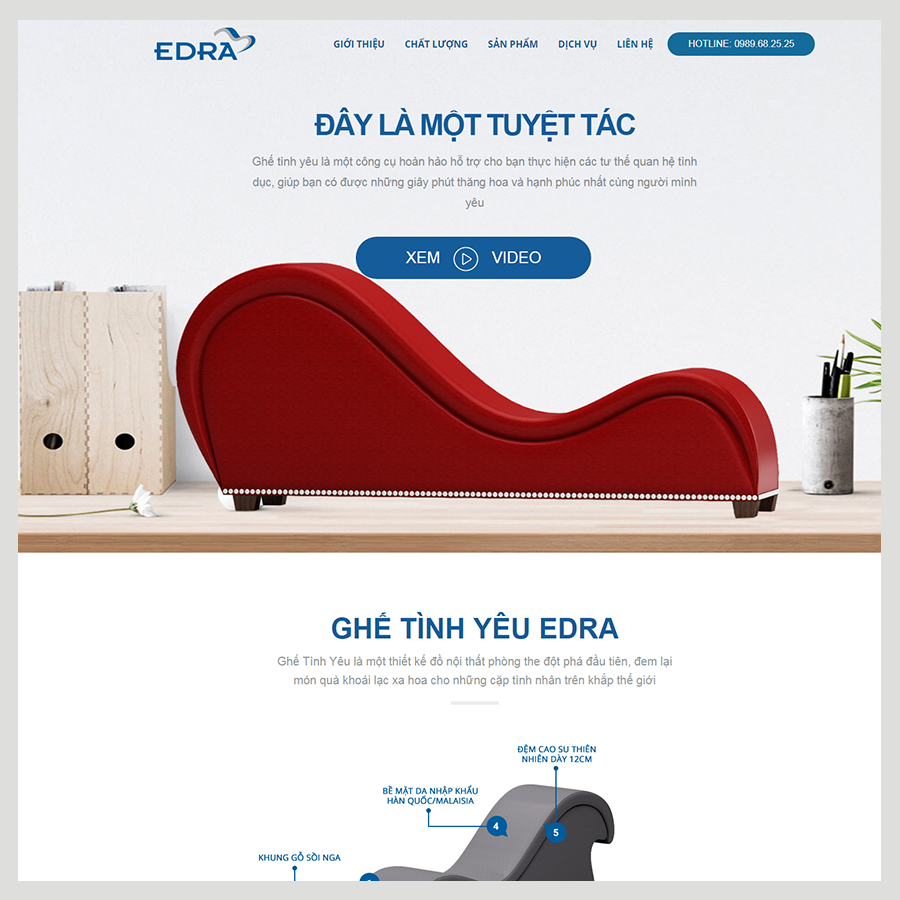 EDRA
GIỚI THIỆU CHẤT LƯỢNG SẢN PHẨM DỊCH VỤ LIÊN HỆ HOTLINE: 0989.68.25.25
ĐÂY LÀ MỘT TUYỆT TÁC
Ghế tình yêu là một công cụ hoàn hảo hỗ trợ cho bạn thực hiện các tư thế quan hệ tình
dục, giúp bạn có được những giây phút thăng hoa và hạnh phúc nhất cùng người mình
yêu
XEM VIDEO
GHẾ TÌNH YÊU EDRA
Ghế Tình Yêu là một thiết kế đồ nội thất phòng the đột phá đầu tiên, đem lại
món quà khoái lạc xa hoa cho những cặp tình nhân trên khắp thế giới
ĐỆM CAO SU THIÊN
NHIÊN DÀY 12CM
BỀ MẶT DA NHẬP KHẨU
HÀN QUỐC/MALAISIA
4
5
KHUNG GỖ SỒI NGA